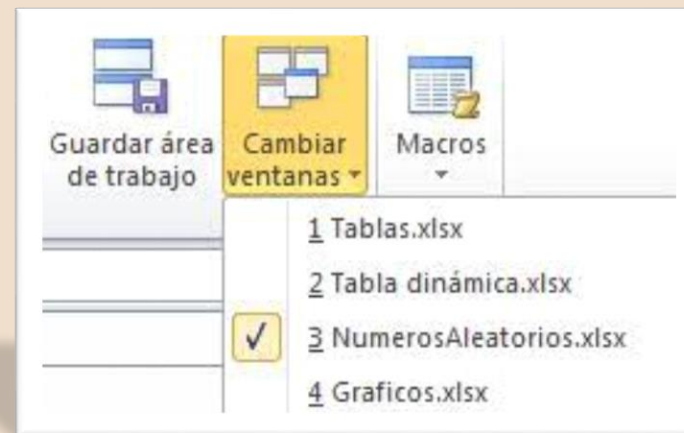 Guardar área
de trabajo
Cambiar
ventanas
Macros
1 Tablas.xlsx
2 Tabla dinámica.xlsx
3 NumerosAleatorios.xlsx
4 Graficos.xlsx